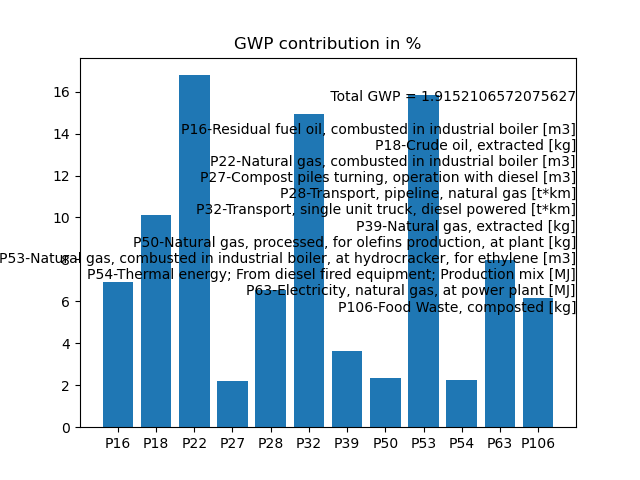 GWP contribution in %
16
14
12
10
8
6
4
2
0
Total GWP = 1.9152106572075627
P16-Residual fuel oil, combusted in industrial boiler [m3]
P18-Crude oil, extracted [kg]
P22-Natural gas, combusted in industrial boiler [m3]
P27-Compost piles turning, operation with diesel [m3]
P28-Transport, pipeline, natural gas [t*km]
P32-Transport, single unit truck, diesel powered [t*km]
P39-Natural gas, extracted [kg]
P50-Natural gas, processed, for olefins production, at plant [kg]
P53-Natural gas, combusted in industrial boiler, at hydrocracker, for ethylene [m3]
P54-Thermal energy; From diesel fired equipment; Production mix [MJ]
P63-Electricity, natural gas, at power plant [MJ]
P106-Food Waste, composted [kg]
P16 P18 P22 P27 P28 P32 P39 P50 P53 P54 P63 P106